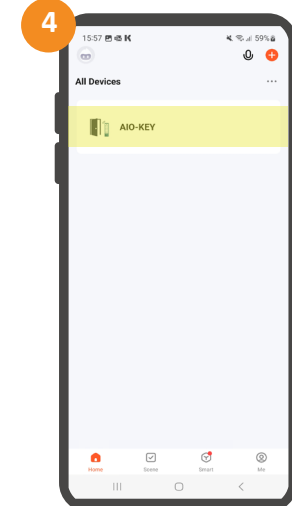 4
15:57
59%
All Devices
AIO-KEY
Home
Scene
Smart
Me